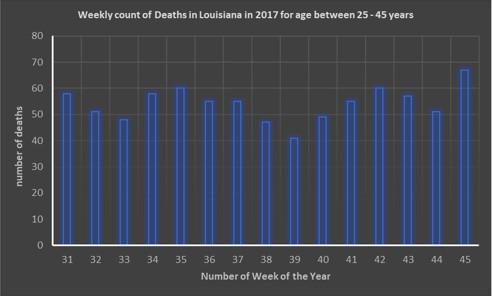 Weekly count of Deaths in Louisiana in 2017 for age between 25 - 45 years
80
70
60
50
40
30
20
10
0
number of deaths
31 32 33 34 35 36 37 38 39 40 41 42 43 44 45
Number of Week of the Year